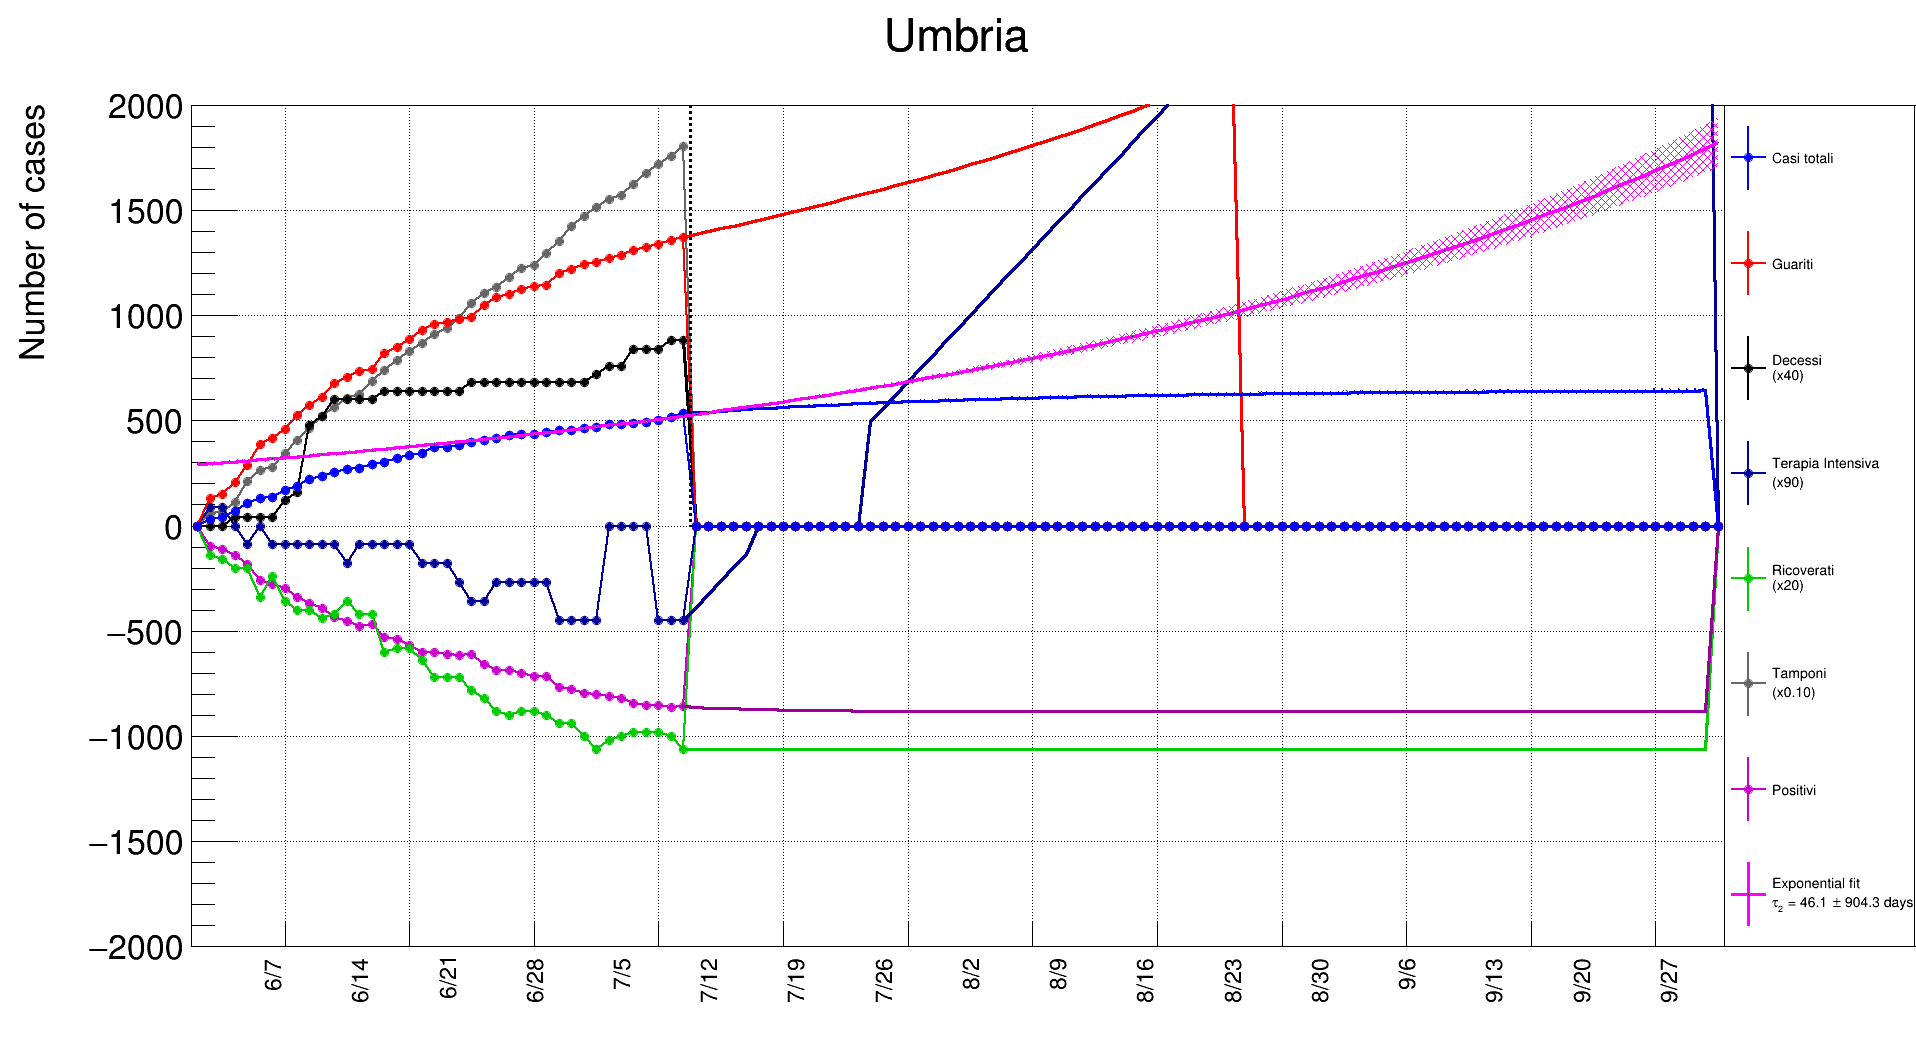 Umbria
Number of cases
2000
1500
1000
500
0
−500
−1000
−1500
−2000
6/7
6/14
6/21
6/28
7/5
7/12
7/19
7/26
8/2
8/9
8/16
8/23
8/30
9/6
9/13
9/20
9/27
Casi totali
Guariti
Decessi
(x40)
Terapia Intensiva
(x90)
Ricoverati
(x20)
Tamponi
(x0.10)
Positivi
Exponential fit
τ2 = 46.1 ± 904.3 days